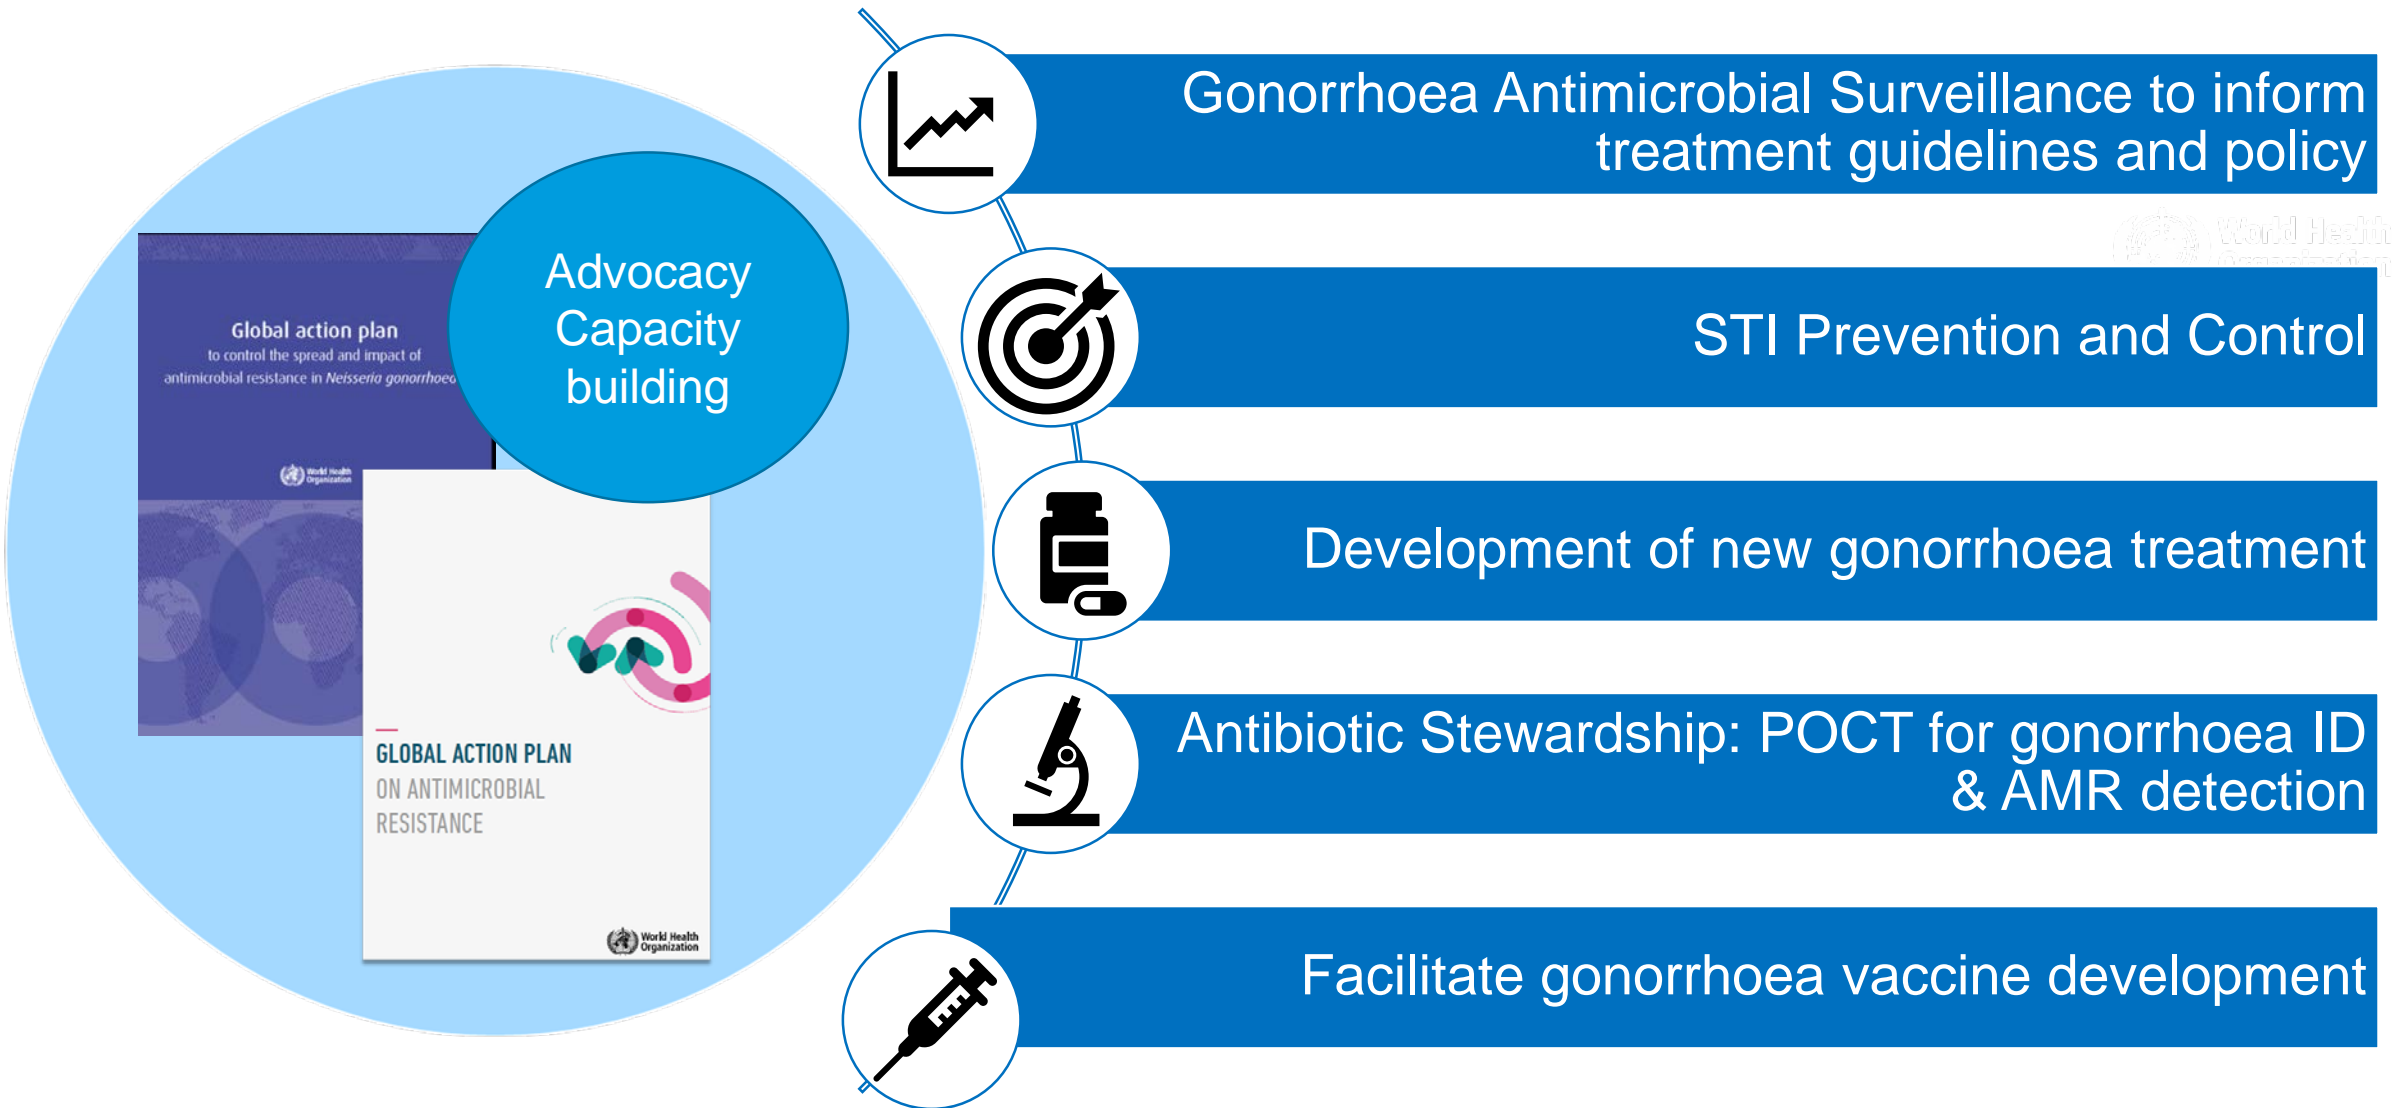 Global action plan
to control the spread and impact of
antimicrobial resistance in Neisseria gonorrhoeae
World Health
Organization
GLOBAL ACTION PLAN
ON ANTIMICROBIAL
RESISTANCE
World Health
Organization
Advocacy
Capacity
building
Gonorrhoea Antimicrobial Surveillance to inform
treatment guidelines and policy
World Health
Organization
STI Prevention and Control
Development of new gonorrhoea treatment
Antibiotic Stewardship: POCT for gonorrhoea ID
& AMR detection
Facilitate gonorrhoea vaccine development